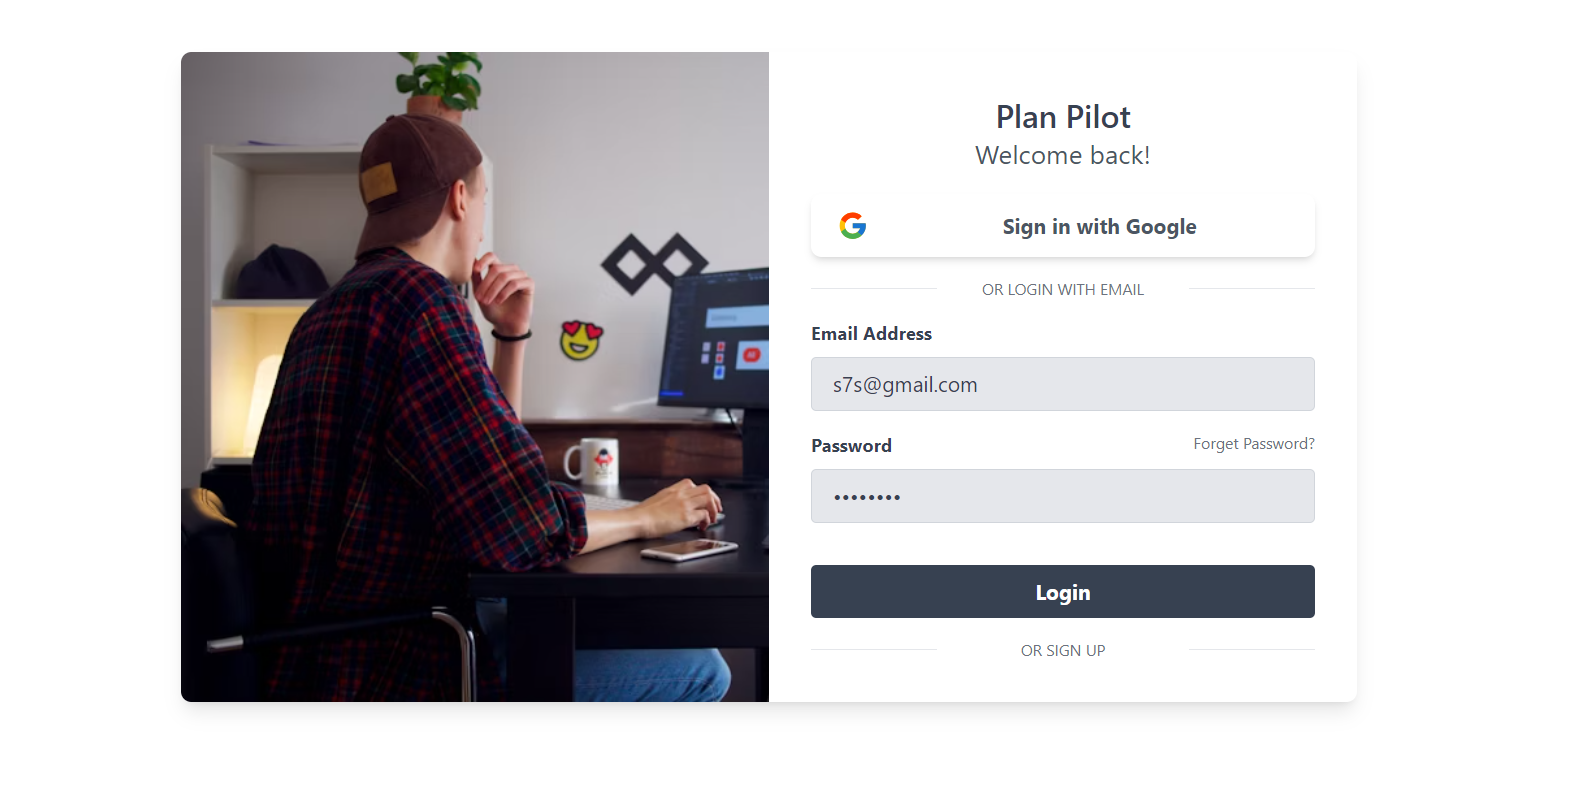 Plan Pilot
Welcome back!
Sign in with Google
OR LOGIN WITH EMAIL
Email Address
s7s@gmail.com
Password
Forget Password?
••••••••
Login
OR SIGN UP